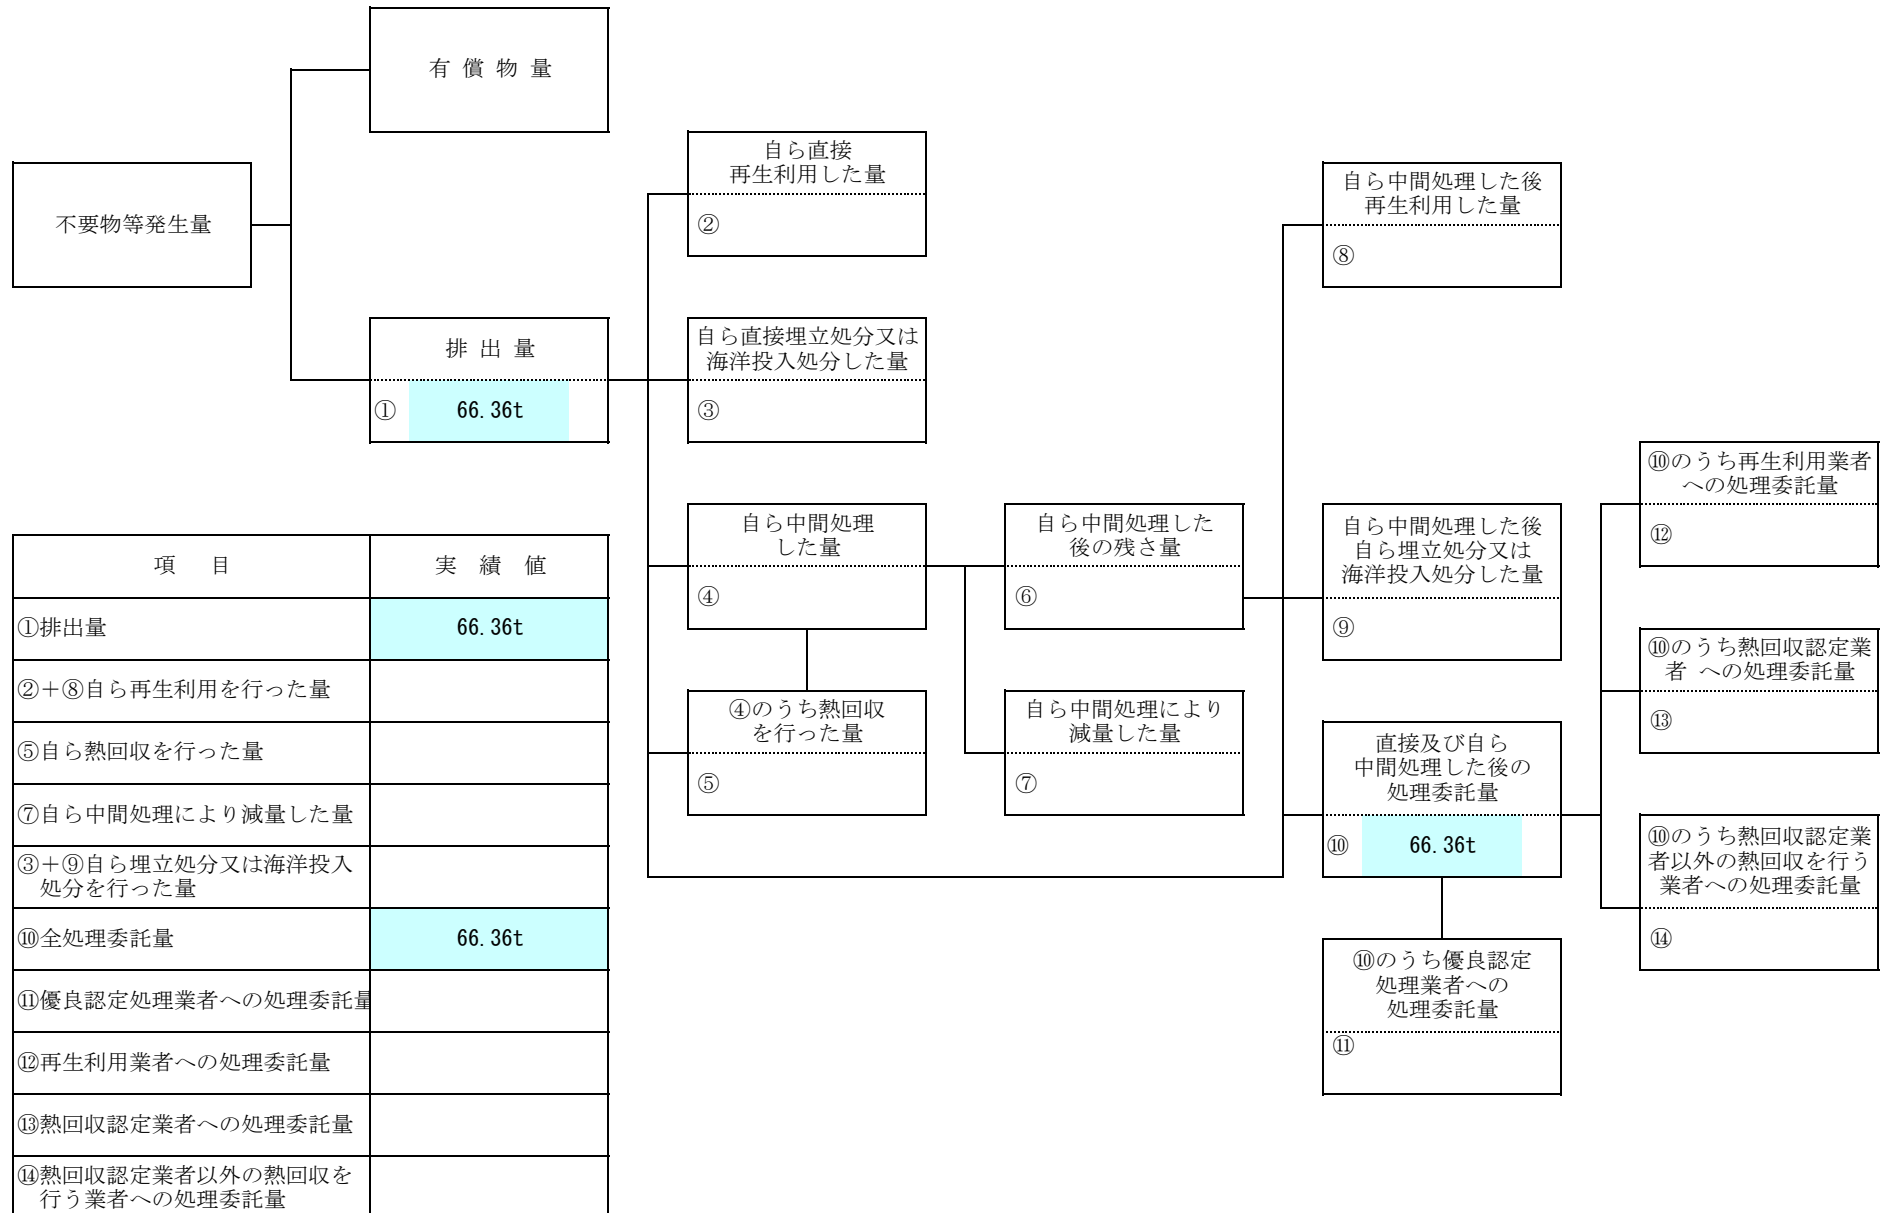 有 償 物 量
不要物等発生量
排 出 量
① 66.36t
自ら直接
再生利用した量
②
自ら直接埋立処分又は
海洋投入処分した量
③
自ら中間処理
した量
④
④のうち熱回収
を行った量
⑤
自ら中間処理した
後の残さ量
⑥
自ら中間処理により
減量した量
⑦
自ら中間処理した後
再生利用した量
⑧
自ら中間処理した後
自ら埋立処分又は
海洋投入処分した量
⑨
直接及び自ら
中間処理した後の
処理委託量
⑩ 66.36t
⑩のうち優良認定
処理業者への
処理委託量
⑪
⑩のうち再生利用業者
への処理委託量
⑫
⑩のうち熱回収認定業
者 への処理委託量
⑬
⑩のうち熱回収認定業
者以外の熱回収を行う
業者への処理委託量
⑭
項 目 実 績 値
①排出量 66.36t
②+⑧自ら再生利用を行った量
⑤自ら熱回収を行った量
⑦自ら中間処理により減量した量
③+⑨自ら埋立処分又は海洋投入
処分を行った量
⑩全処理委託量 66.36t
⑪優良認定処理業者への処理委託量
⑫再生利用業者への処理委託量
⑬熱回収認定業者への処理委託量
⑭熱回収認定業者以外の熱回収を
行う業者への処理委託量